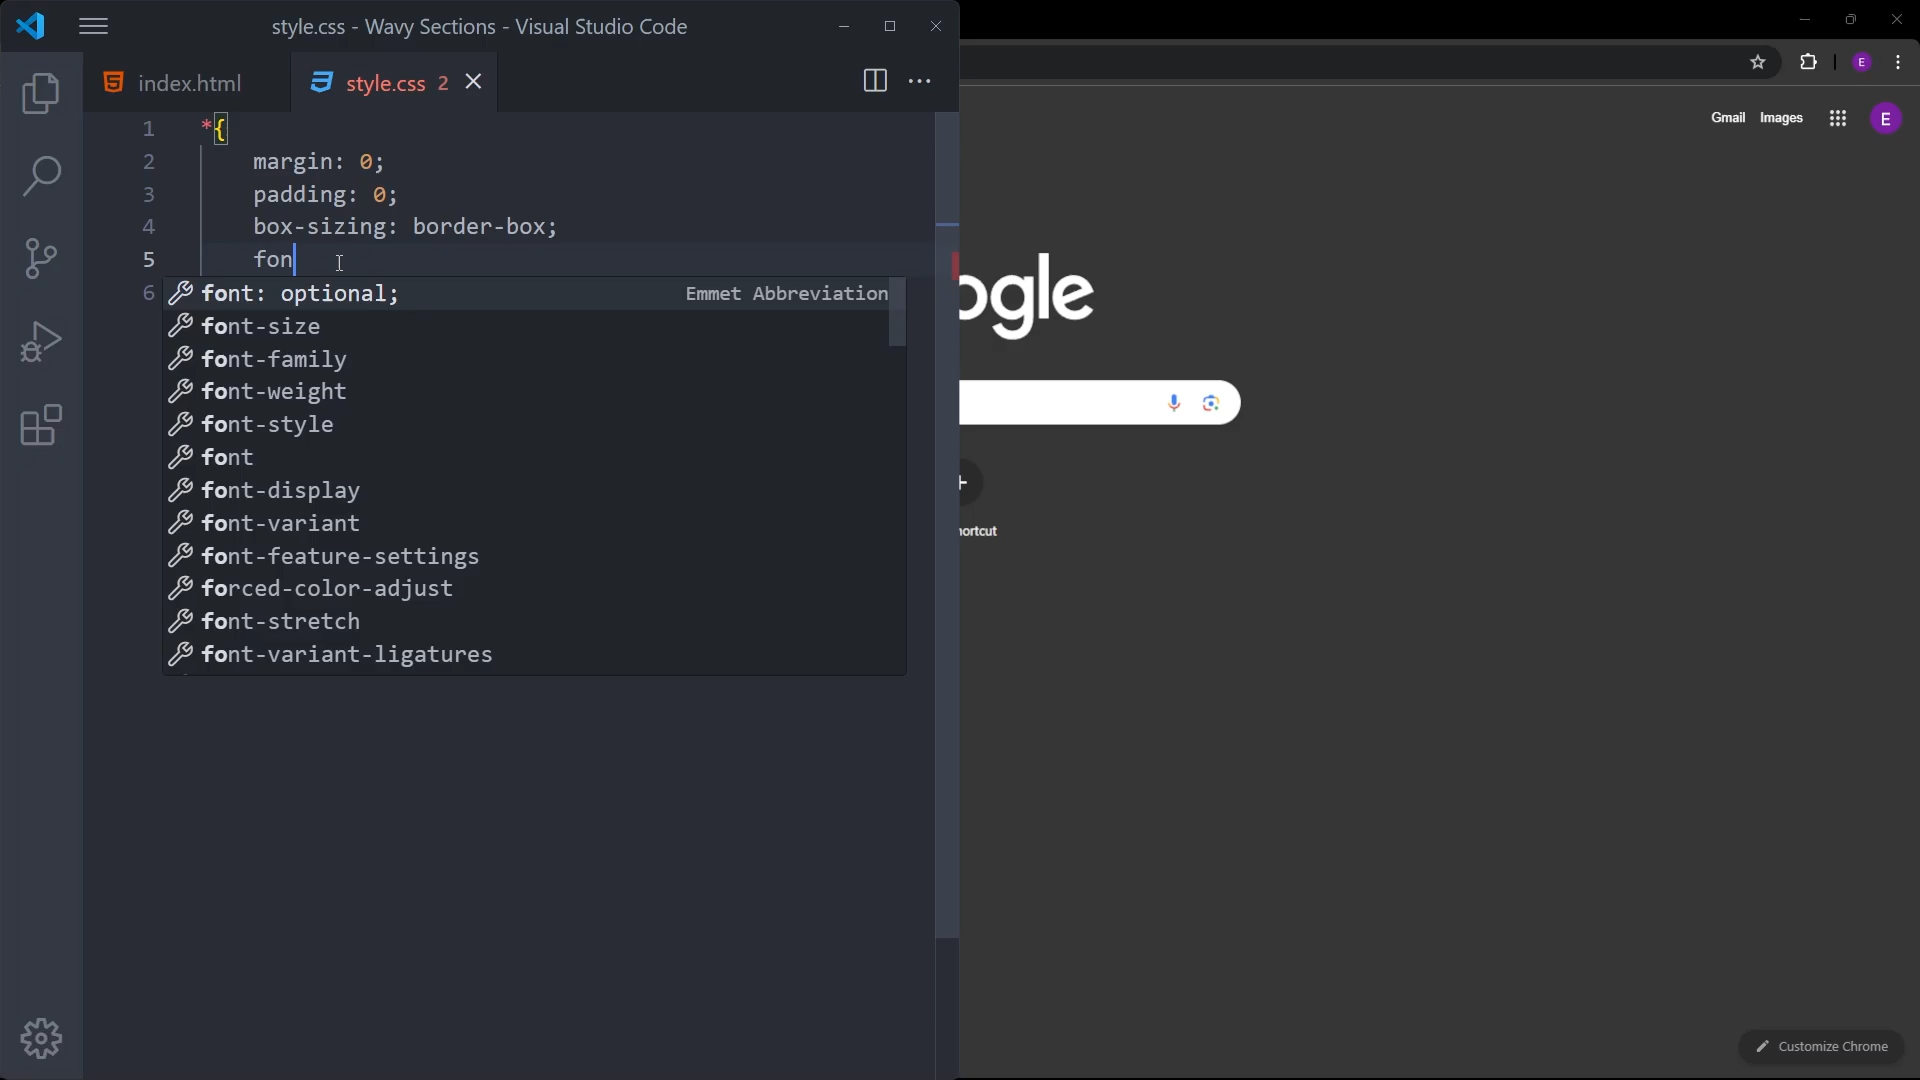 style.css - Wavy Sections - Visual Studio Code
index.html
style.css 2
1 *{
2 margin: 0;
3 padding: 0;
4 box-sizing: border-box;
5 fon
6
font: optional; Emmet Abbreviation
font-size
font-family
font-weight
font-style
font
font-display
font-variant
font-feature-settings
forced-color-adjust
font-stretch
font-variant-ligatures
E
Gmail Images E
ogle
hortcut
Customize Chrome